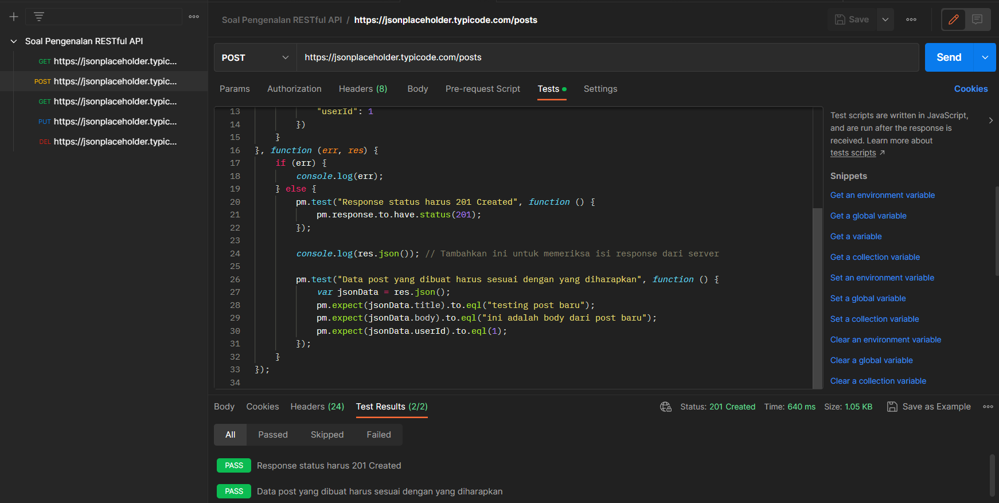 Soal Pengenalan RESTful API / https://jsonplaceholder.typicode.com/posts
Save
Soal Pengenalan RESTful API
GET https://jsonplaceholder.typic...
POST https://jsonplaceholder.typic...
GET https://jsonplaceholder.typic...
PUT https://jsonplaceholder.typic...
DEL https://jsonplaceholder.typic...
POST https://jsonplaceholder.typicode.com/posts Send
Params Authorization Headers (8) Body Pre-request Script Tests Settings Cookies
13 "userId": 1
14 })
15 }
16 }, function (err, res) {
17 if (err) {
18 console.log(err);
19 } else {
20 pm.test("Response status harus 201 Created", function () {
21 pm.response.to.have.status(201);
22 });
23
24 console.log(res.json()); // Tambahkan ini untuk memeriksa isi response dari server
25
26 pm.test("Data post yang dibuat harus sesuai dengan yang diharapkan", function () {
27 var jsonData = res.json();
28 pm.expect(jsonData.title).to.eql("testing post baru");
29 pm.expect(jsonData.body).to.eql("ini adalah body dari post baru");
30 pm.expect(jsonData.userId).to.eql(1);
31 });
32 }
33 });
34
Test scripts are written in JavaScript,
and are run after the response is
received. Learn more about
tests scripts ↗
Snippets
Get an environment variable
Get a global variable
Get a variable
Get a collection variable
Set an environment variable
Set a global variable
Set a collection variable
Clear an environment variable
Clear a global variable
Clear a collection variable
Body Cookies Headers (24) Test Results (2/2) Status: 201 Created Time: 640 ms Size: 1.05 KB Save as Example
All Passed Skipped Failed
PASS Response status harus 201 Created
PASS Data post yang dibuat harus sesuai dengan yang diharapkan